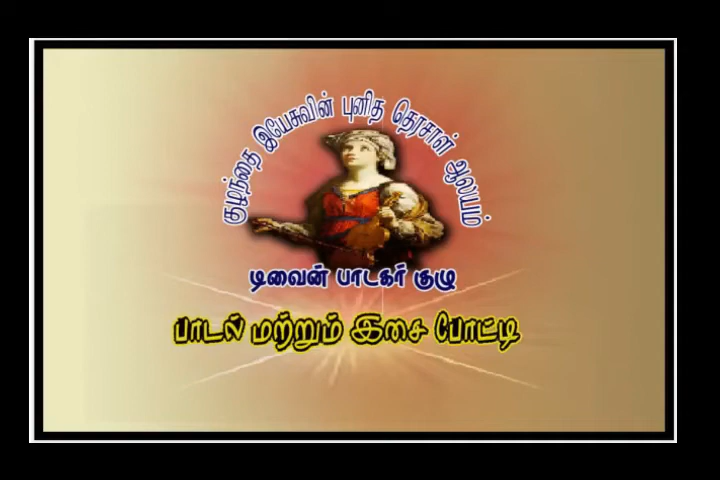 குழந்தை இயேசுவின் புனித தெரசாள் ஆலயம்
டிவைன் பாடகர் குழு
பாடல் மற்றும் இசை போட்டி